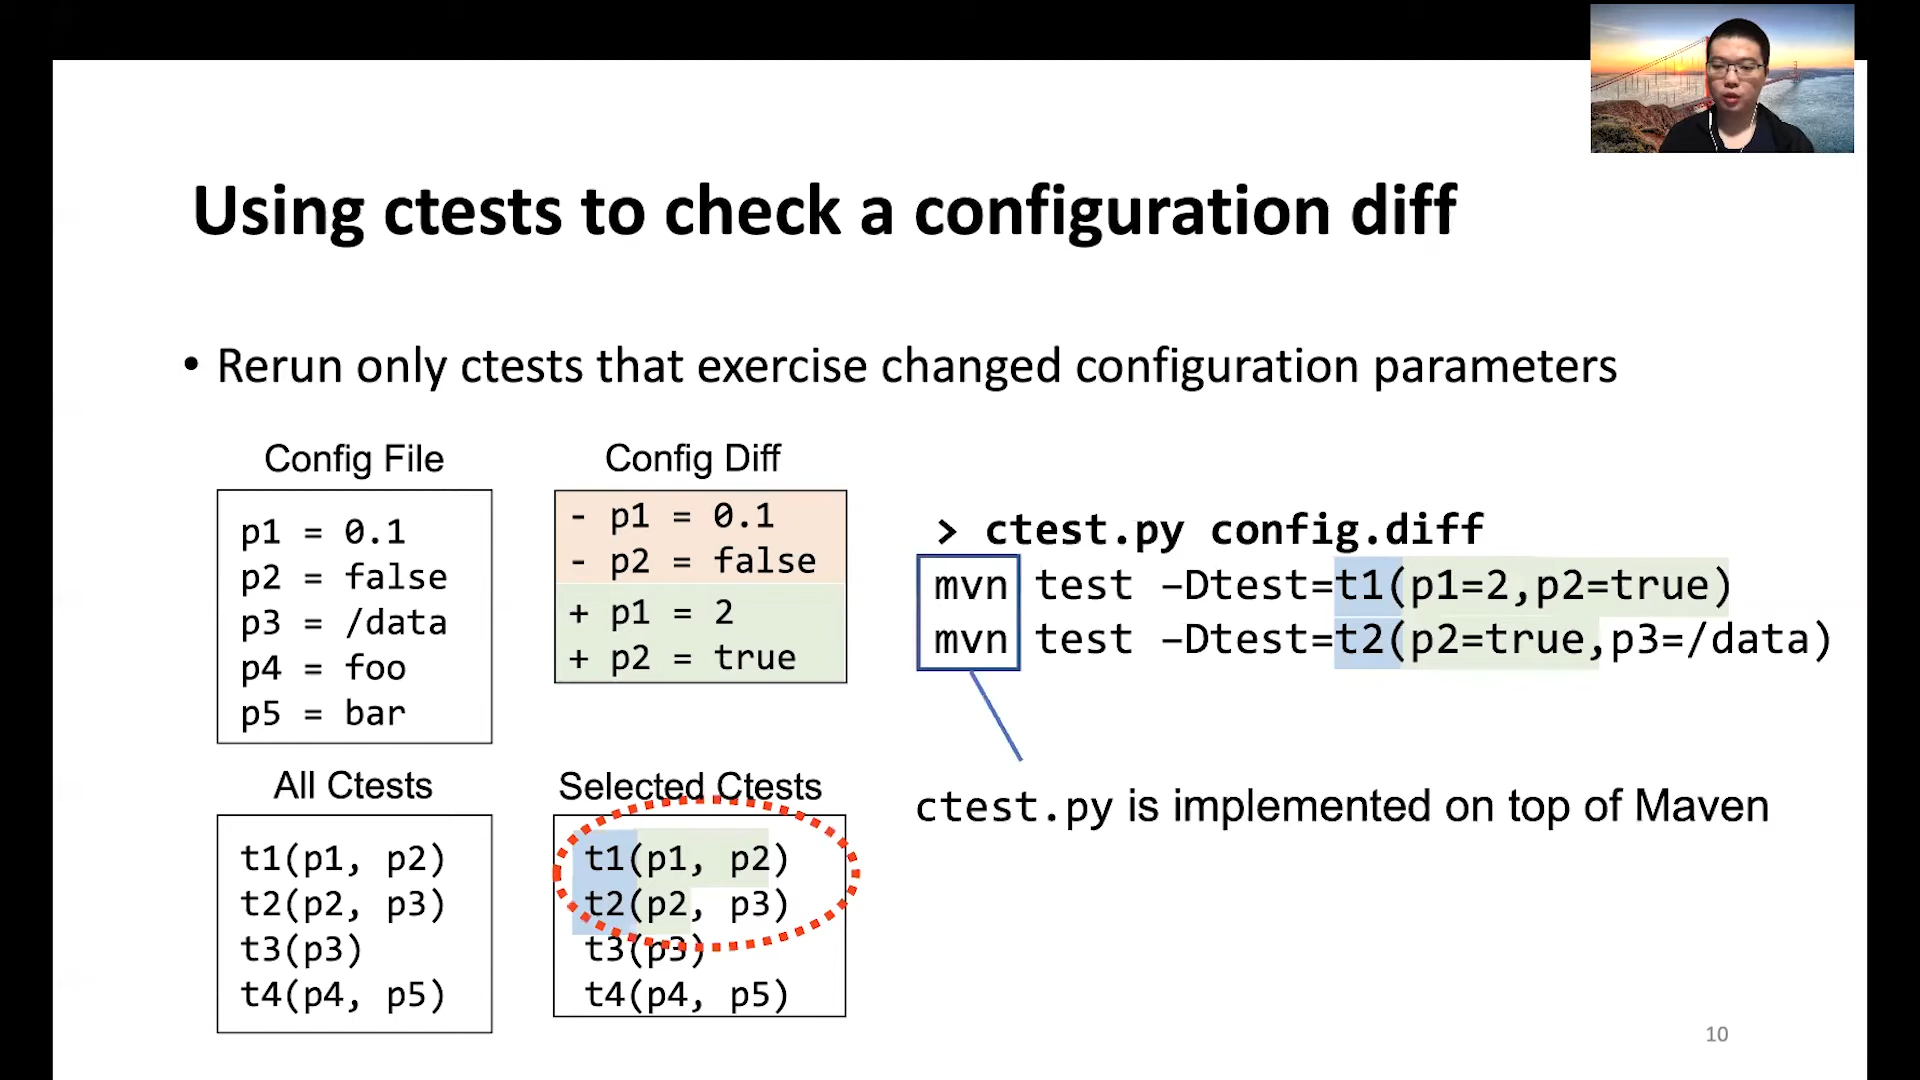 Using ctests to check a configuration diff
• Rerun only ctests that exercise changed configuration parameters
Config File
p1 = 0.1
p2 = false
p3 = /data
p4 = foo
p5 = bar
Config Diff
- p1 = 0.1
- p2 = false
+ p1 = 2
+ p2 = true
> ctest.py config.diff
mvn test –Dtest=t1(p1=2,p2=true)
mvn test –Dtest=t2(p2=true,p3=/data)
ctest.py is implemented on top of Maven
All Ctests
t1(p1, p2)
t2(p2, p3)
t3(p3)
t4(p4, p5)
Selected Ctests
t1(p1, p2)
t2(p2, p3)
t3(p3)
t4(p4, p5)
10